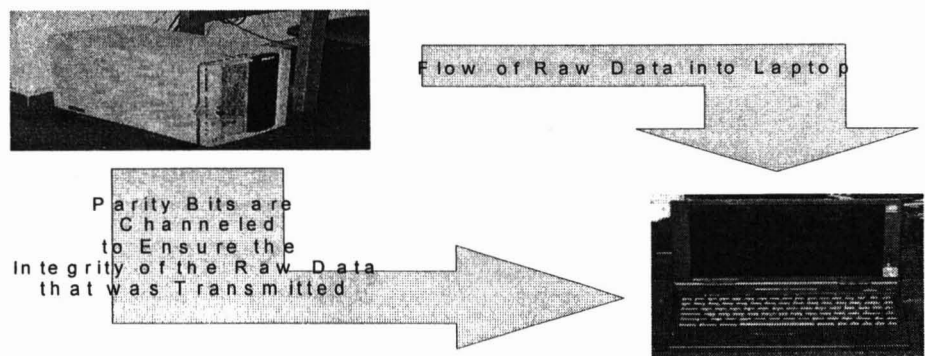 Flow of Raw Data into Laptop
Parity Bits are
Channeled
to Ensure the
Integrity of the Raw Data
that was Transmitted